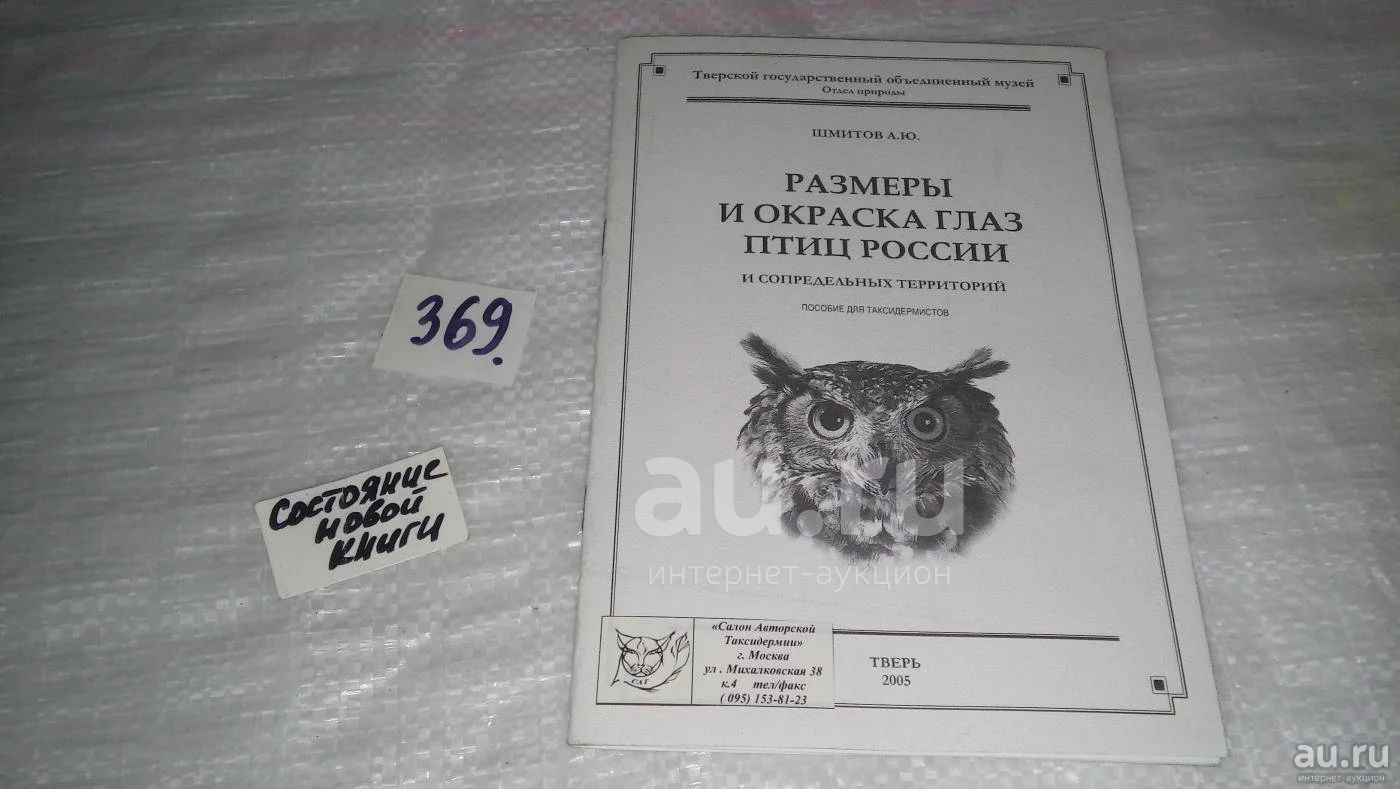 Тверской государственный объединенный музей
Отдел природы
ШМИТОВ А.Ю.
РАЗМЕРЫ
И ОКРАСКА ГЛАЗ
ПТИЦ РОССИИ
И СОПРЕДЕЛЬНЫХ ТЕРРИТОРИЙ
ПОСОБИЕ ДЛЯ ТАКСИДЕРМИСТОВ
369.
Состояние
новой
книги
au.ru
интернет-аукцион
САТ
«Салон Авторской
Таксидермии»
г. Москва
ул . Михалковская 38
к.4 тел/факс
( 095) 153-81-23
ТВЕРЬ
2005
au.ru
интернет-аукцион